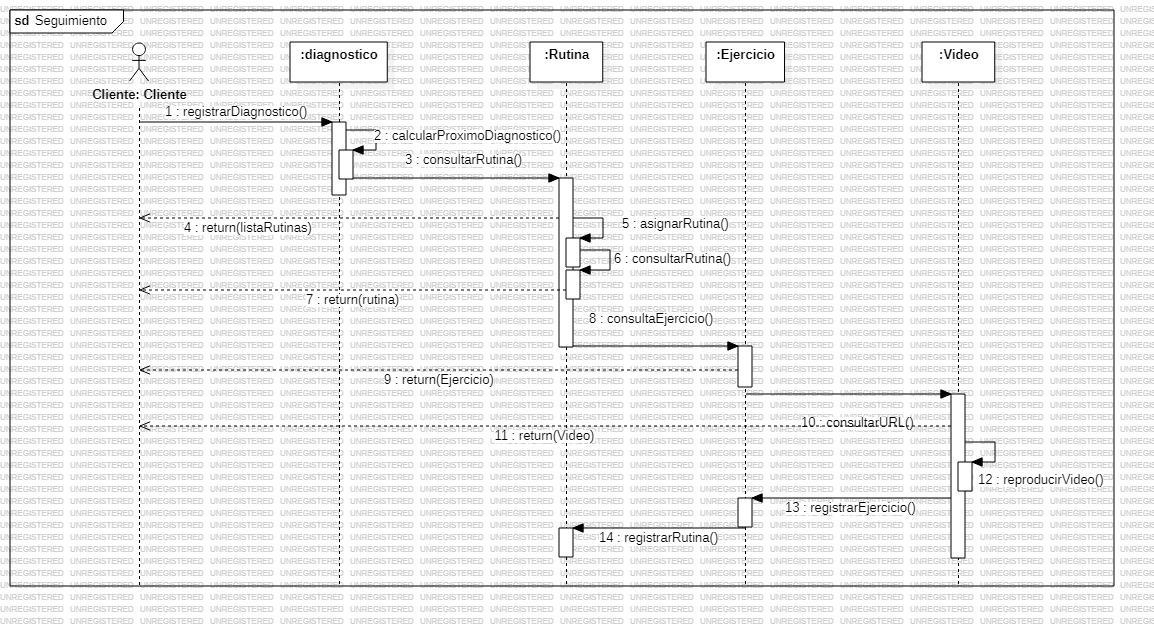 sd Seguimiento
:diagnostico
:Rutina
:Ejercicio
:Video
Cliente: Cliente
1 : registrarDiagnostico()
2 : calcularProximoDiagnostico()
3 : consultarRutina()
4 : return(listaRutinas)
5 : asignarRutina()
6 : consultarRutina()
7 : return(rutina)
8 : consultaEjercicio()
9 : return(Ejercicio)
10 : consultarURL()
11 : return(Video)
12 : reproducirVideo()
13 : registrarEjercicio()
14 : registrarRutina()
UNREGISTERED